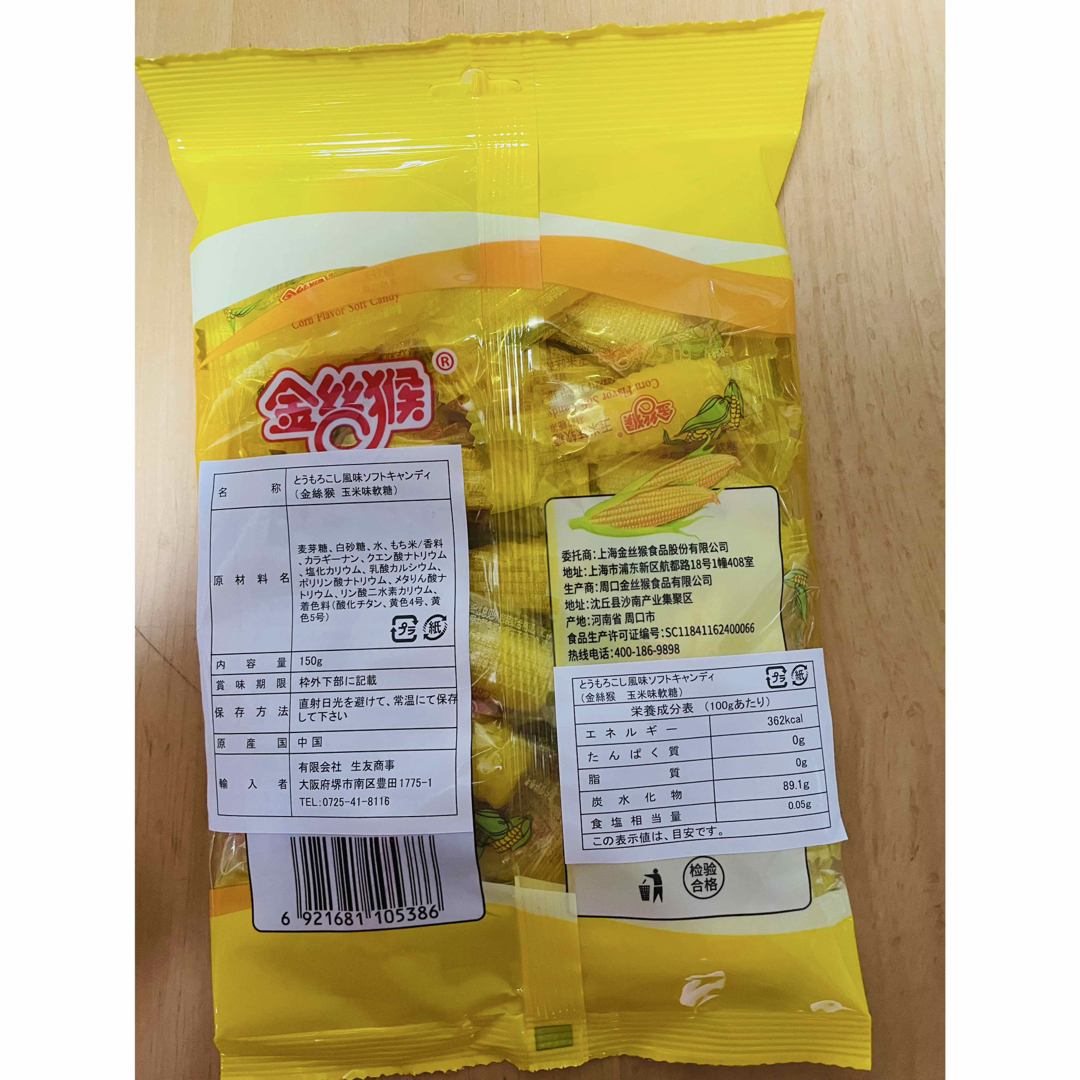 Corn Flavor Soft Candy
金丝猴®
Corn Flavor Soft Candy
金丝猴®
名 称 とうもろこし風味ソフトキャンディ
(金絲猴 玉米味軟糖)
原材料名 麦芽糖、白砂糖、水、もち米/香料
、カラギーナン、クエン酸ナトリウム
、塩化カリウム、乳酸カルシウム、
ポリリン酸ナトリウム、メタりん酸ナ
トリウム、リン酸二水素カリウム、
着色料(酸化チタン、黄色4号、黄
色5号)
プラ 紙
内 容 量 150g
賞味期限 枠外下部に記載
保存方法 直射日光を避けて、常温にて保存
して下さい
原 産 国 中国
輸 入 者 有限会社 生友商事
大阪府堺市南区豊田1775-1
TEL:0725-41-8116
6 921681 105386
委托商:上海金丝猴食品股份有限公司
地址:上海市浦东新区航都路18号1幢408室
生产商:周口金丝猴食品有限公司
地址:沈丘县沙南产业集聚区
产地:河南省 周口市
食品生产许可证编号:SC11841162400066
热线电话:400-186-9898
とうもろこし風味ソフトキャンディ
(金絲猴 玉米味軟糖)
プラ 紙
栄養成分表 (100gあたり)
エネルギー 362kcal
たんぱく質 0g
脂 質 0g
炭水化物 89.1g
食塩相当量 0.05g
この表示値は、目安です。
检验
合格